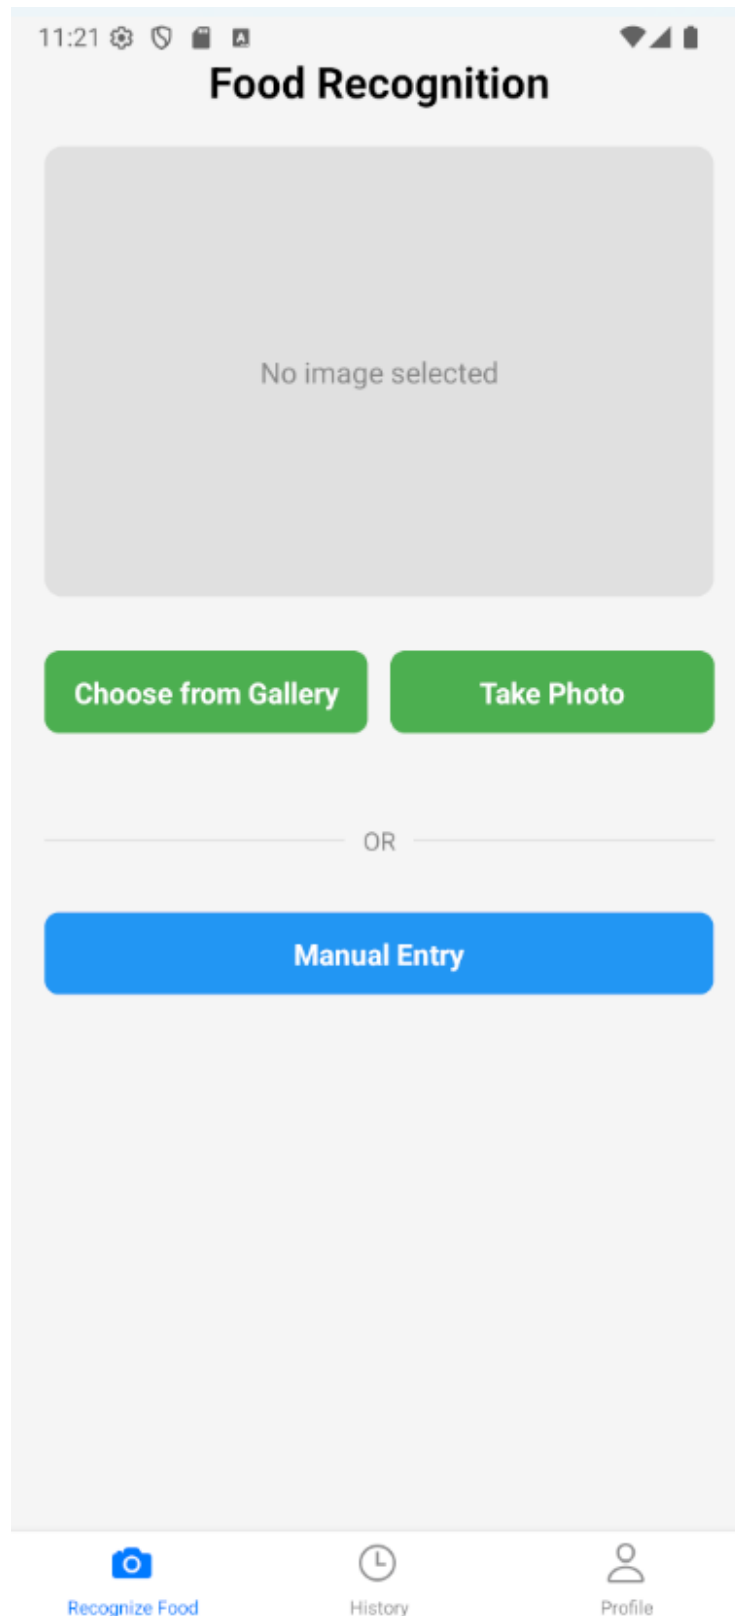 11:21
Food Recognition
No image selected
Choose from Gallery
Take Photo
OR
Manual Entry
Recognize Food
History
Profile